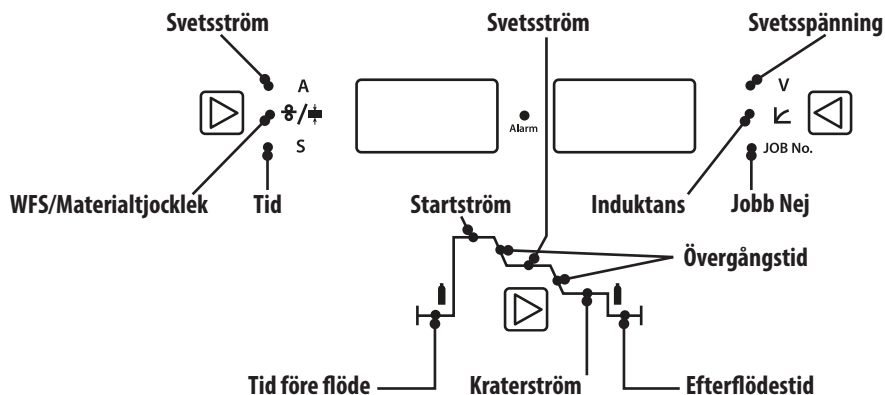 Svetsström
Svetsström
Svetsspänning
A
V
Alarm
S
JOB No.
WFS/Materialtjocklek
Tid
Startström
Induktans
Jobb Nej
Övergångstid
Tid före flöde
Kraterström
Efterflödestid